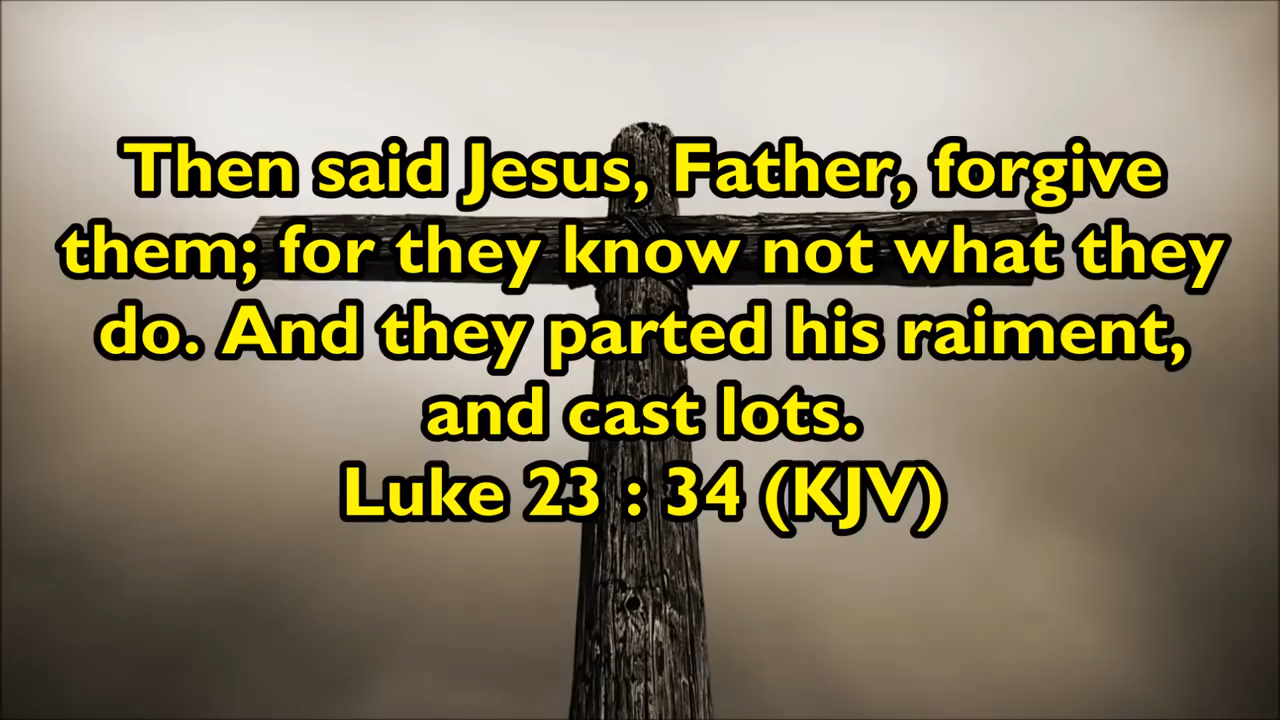 Then said Jesus, Father, forgive
them; for they know not what they
do. And they parted his raiment,
and cast lots.
Luke 23 : 34 (KJV)